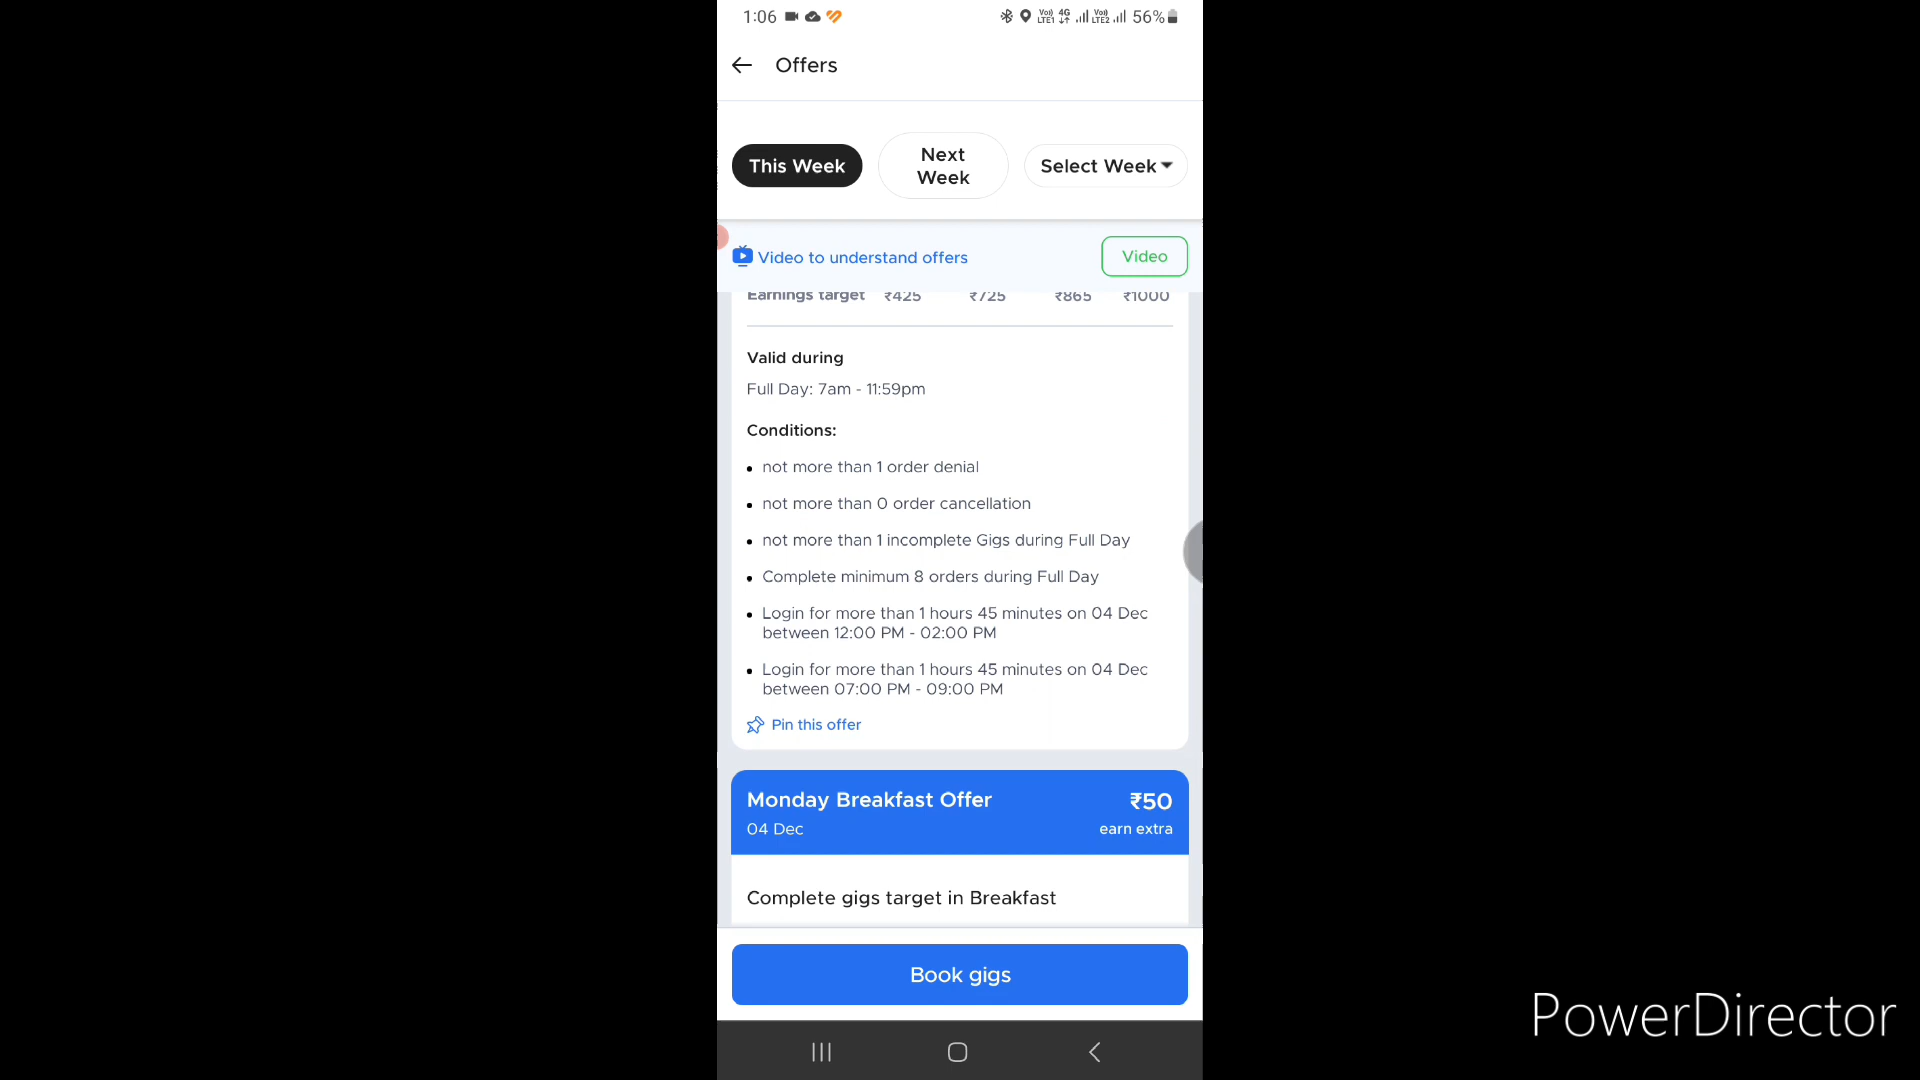 1:06
Vo) LTE1 4G Vo) LTE2 56%
Offers
This Week
Next
Week
Select Week
Video to understand offers
Video
Earnings target ₹425 ₹725 ₹865 ₹1000
Valid during
Full Day: 7am - 11:59pm
Conditions:
not more than 1 order denial
not more than 0 order cancellation
not more than 1 incomplete Gigs during Full Day
Complete minimum 8 orders during Full Day
Login for more than 1 hours 45 minutes on 04 Dec
between 12:00 PM - 02:00 PM
Login for more than 1 hours 45 minutes on 04 Dec
between 07:00 PM - 09:00 PM
Pin this offer
Monday Breakfast Offer ₹50
04 Dec earn extra
Complete gigs target in Breakfast
Book gigs
PowerDirector